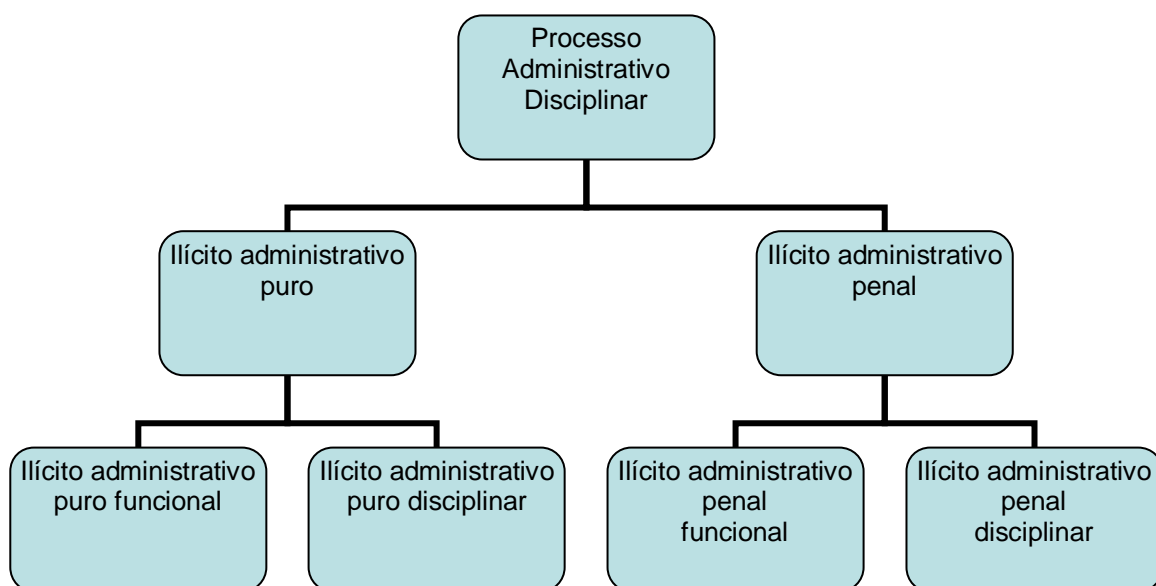 Processo
Administrativo
Disciplinar
Ilícito administrativo
puro
Ilícito administrativo
penal
Ilícito administrativo
puro funcional
Ilícito administrativo
puro disciplinar
Ilícito administrativo
penal
funcional
Ilícito administrativo
penal
disciplinar